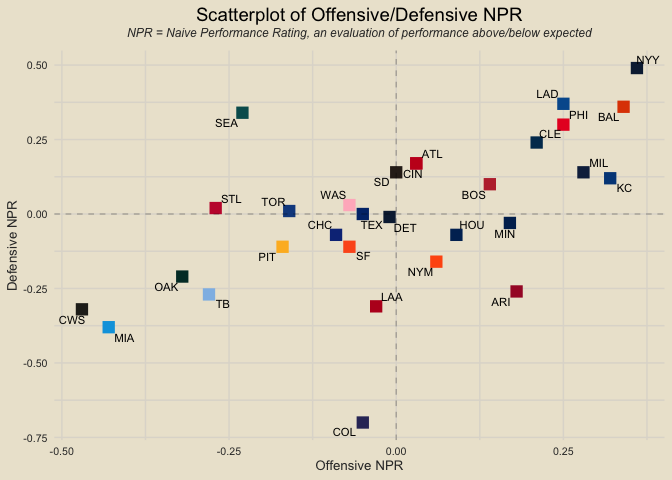 Scatterplot of Offensive/Defensive NPR
NPR = Naive Performance Rating, an evaluation of performance above/below expected
0.50
NYY
LAD
PHI
BAL
SEA
0.25
CLE
ATL
MIL
SD
CIN
KC
BOS
WAS
STL
TOR
0.00
CHC
TEX
DET
HOU
MIN
PIT
SF
NYM
OAK
-0.25
TB
LAA
ARI
CWS
MIA
-0.50
COL
-0.75
-0.50
-0.25
0.00
0.25
Offensive NPR
Defensive NPR